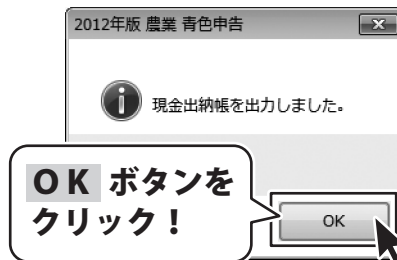 2012年版 農業 青色申告
現金出納帳を出力しました。
ＯＫ ボタンを
クリック！
OK